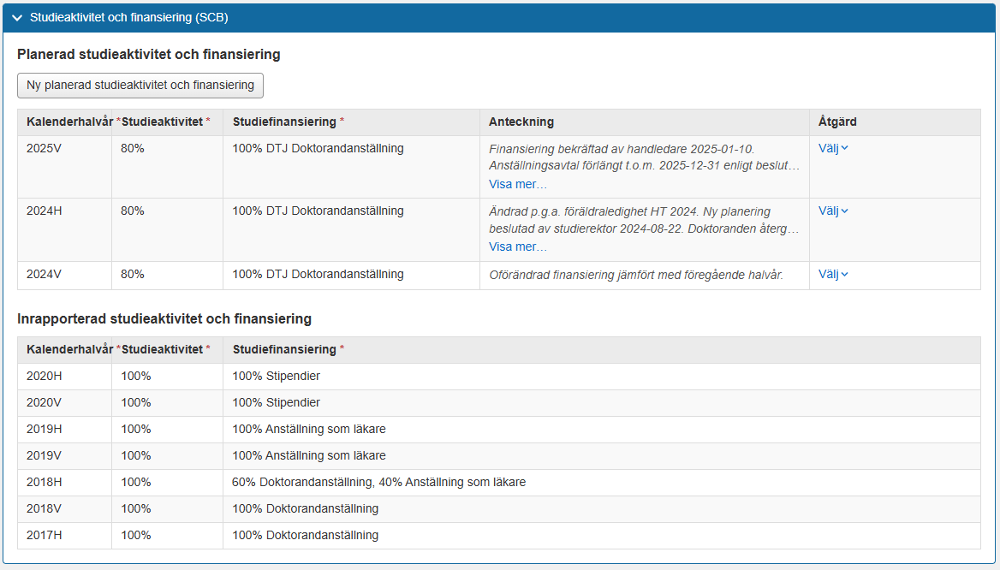 Studieaktivitet och finansiering (SCB)
Planerad studieaktivitet och finansiering
Ny planerad studieaktivitet och finansiering
Kalenderhalvår * Studieaktivitet * Studiefinansiering * Anteckning Åtgärd
2025V 80% 100% DTJ Doktorandanställning Finansiering bekräftad av handledare 2025-01-10. Välj
Anställningsavtal förlängt t.o.m. 2025-12-31 enligt beslut…
Visa mer…
2024H 80% 100% DTJ Doktorandanställning Ändrad p.g.a. föräldraledighet HT 2024. Ny planering Välj
beslutad av studierektor 2024-08-22. Doktoranden återg…
Visa mer…
2024V 80% 100% DTJ Doktorandanställning Oförändrad finansiering jämfört med föregående halvår. Välj
Inrapporterad studieaktivitet och finansiering
Kalenderhalvår * Studieaktivitet * Studiefinansiering *
2020H 100% 100% Stipendier
2020V 100% 100% Stipendier
2019H 100% 100% Anställning som läkare
2019V 100% 100% Anställning som läkare
2018H 100% 60% Doktorandanställning, 40% Anställning som läkare
2018V 100% 100% Doktorandanställning
2017H 100% 100% Doktorandanställning